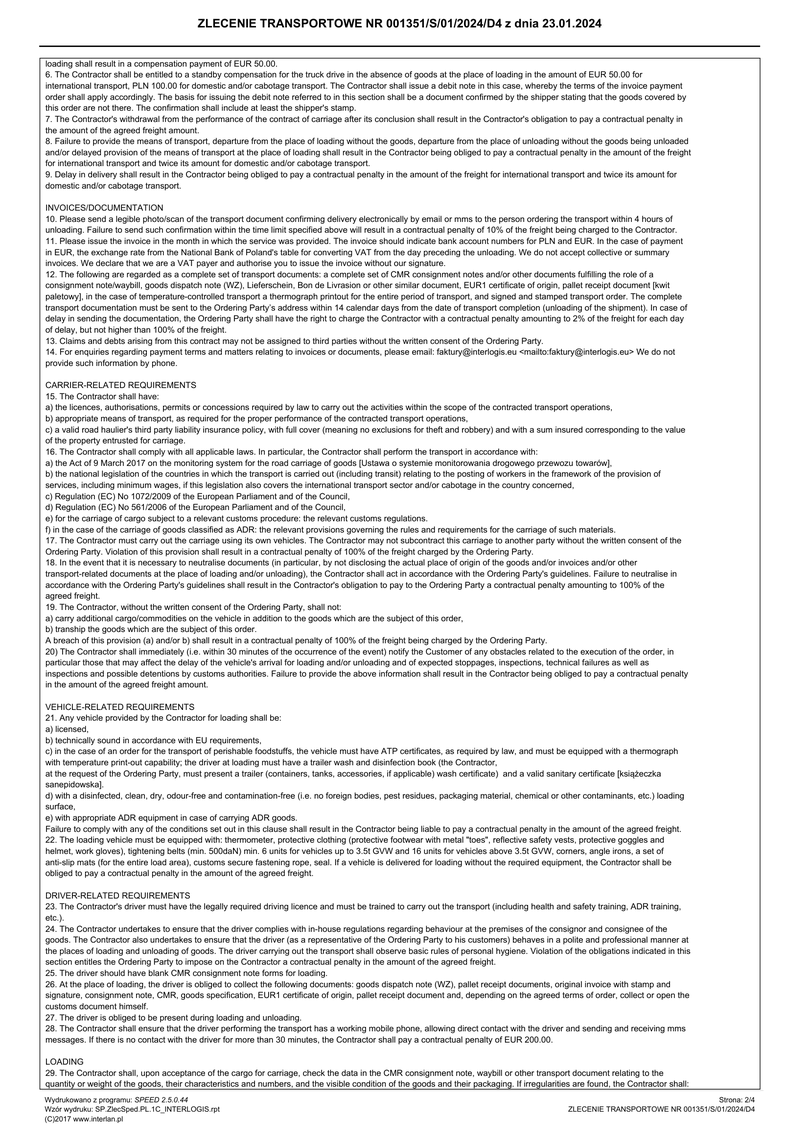 ZLECENIE TRANSPORTOWE NR 001351/S/01/2024/D4 z dnia 23.01.2024
loading shall result in a compensation payment of EUR 50.00.
6. The Contractor shall be entitled to a standby compensation for the truck drive in the absence of goods at the place of loading in the amount of EUR 50.00 for
international transport, PLN 100.00 for domestic and/or cabotage transport. The Contractor shall issue a debit note in this case, whereby the terms of the invoice payment
order shall apply accordingly. The basis for issuing the debit note referred to in this section shall be a document confirmed by the shipper stating that the goods covered by
this order are not there. The confirmation shall include at least the shipper's stamp.
7. The Contractor's withdrawal from the performance of the contract of carriage after its conclusion shall result in the Contractor's obligation to pay a contractual penalty in
the amount of the agreed freight amount.
8. Failure to provide the means of transport, departure from the place of loading without the goods, departure from the place of unloading without the goods being unloaded
and/or delayed provision of the means of transport at the place of loading shall result in the Contractor being obliged to pay a contractual penalty in the amount of the freight
for international transport and twice its amount for domestic and/or cabotage transport.
9. Delay in delivery shall result in the Contractor being obliged to pay a contractual penalty in the amount of the freight for international transport and twice its amount for
domestic and/or cabotage transport.
INVOICES/DOCUMENTATION
10. Please send a legible photo/scan of the transport document confirming delivery electronically by email or mms to the person ordering the transport within 4 hours of
unloading. Failure to send such confirmation within the time limit specified above will result in a contractual penalty of 10% of the freight being charged by the Contractor.
11. Please issue the invoice in the month in which the service was provided. The invoice should indicate bank account numbers for PLN and EUR. In the case of payment
in EUR, the exchange rate from the National Bank of Poland's table for converting VAT from the day preceding the unloading. We do not accept collective or summary
invoices. We declare that we are a VAT payer and authorise you to issue the invoice without our signature.
12. The following are regarded as a complete set of transport documents: a complete set of CMR consignment notes and/or other documents fulfilling the role of a
consignment note/waybill, goods dispatch note (WZ), Lieferschein, Bon de Livrasion or other similar document, EUR1 certificate of origin, pallet receipt document [kwit
paletowy], in the case of temperature-controlled transport a thermograph printout for the entire period of transport, and signed and stamped transport order. The complete
transport documentation must be sent to the Ordering Party's address within 14 calendar days from the date of transport completion (unloading of the shipment). In case of
delay in sending the documentation, the Ordering Party shall have the right to charge the Contractor with a contractual penalty amounting to 2% of the freight for each day
of delay, but not higher than 100% of the freight.
13. Claims and debts arising from this contract may not be assigned to third parties without the written consent of the Ordering Party.
14. For enquiries regarding payment terms and matters relating to invoices or documents, please email: faktury@interlogis.eu <mailto:faktury@interlogis.eu> We do not
provide such information by phone.
CARRIER-RELATED REQUIREMENTS
15. The Contractor shall have:
a) the licences, authorisations, permits or concessions required by law to carry out the activities within the scope of the contracted transport operations,
b) appropriate means of transport, as required for the proper performance of the contracted transport operations,
c) a valid road haulier's third party liability insurance policy, with full cover (meaning no exclusions for theft and robbery) and with a sum insured corresponding to the value
of the property entrusted for carriage.
16. The Contractor shall comply with all applicable laws. In particular, the Contractor shall perform the transport in accordance with:
a) the Act of 9 March 2017 on the monitoring system for the road carriage of goods [Ustawa o systemie monitorowania drogowego przewozu towarów],
b) the national legislation of the countries in which the transport is carried out (including transit) relating to the posting of workers in the framework of the provision of
services, including minimum wages, if this legislation also covers the international transport sector and/or cabotage in the country concerned,
c) Regulation (EC) No 1072/2009 of the European Parliament and of the Council,
d) Regulation (EC) No 561/2006 of the European Parliament and of the Council,
e) for the carriage of cargo subject to a relevant customs procedure: the relevant customs regulations.
f) in the case of the carriage of goods classified as ADR: the relevant provisions governing the rules and requirements for the carriage of such materials.
17. The Contractor must carry out the carriage using its own vehicles. The Contractor may not subcontract this carriage to another party without the written consent of the
Ordering Party. Violation of this provision shall result in a contractual penalty of 100% of the freight charged by the Ordering Party.
18. In the event that it is necessary to neutralise documents (in particular, by not disclosing the actual place of origin of the goods and/or invoices and/or other
transport-related documents at the place of loading and/or unloading), the Contractor shall act in accordance with the Ordering Party's guidelines. Failure to neutralise in
accordance with the Ordering Party's guidelines shall result in the Contractor's obligation to pay to the Ordering Party a contractual penalty amounting to 100% of the
agreed freight.
19. The Contractor, without the written consent of the Ordering Party, shall not:
a) carry additional cargo/commodities on the vehicle in addition to the goods which are the subject of this order,
b) tranship the goods which are the subject of this order.
A breach of this provision (a) and/or b) shall result in a contractual penalty of 100% of the freight being charged by the Ordering Party.
20) The Contractor shall immediately (i.e. within 30 minutes of the occurrence of the event) notify the Customer of any obstacles related to the execution of the order, in
particular those that may affect the delay of the vehicle's arrival for loading and/or unloading and of expected stoppages, inspections, technical failures as well as
inspections and possible detentions by customs authorities. Failure to provide the above information shall result in the Contractor being obliged to pay a contractual penalty
in the amount of the agreed freight amount.
VEHICLE-RELATED REQUIREMENTS
21. Any vehicle provided by the Contractor for loading shall be:
a) licensed,
b) technically sound in accordance with EU requirements,
c) in the case of an order for the transport of perishable foodstuffs, the vehicle must have ATP certificates, as required by law, and must be equipped with a thermograph
with temperature print-out capability; the driver at loading must have a trailer wash and disinfection book (the Contractor,
at the request of the Ordering Party, must present a trailer (containers, tanks, accessories, if applicable) wash certificate) and a valid sanitary certificate [książeczka
sanepidowska].
d) with a disinfected, clean, dry, odour-free and contamination-free (i.e. no foreign bodies, pest residues, packaging material, chemical or other contaminants, etc.) loading
surface,
e) with appropriate ADR equipment in case of carrying ADR goods.
Failure to comply with any of the conditions set out in this clause shall result in the Contractor being liable to pay a contractual penalty in the amount of the agreed freight.
22. The loading vehicle must be equipped with: thermometer, protective clothing (protective footwear with metal "toes", reflective safety vests, protective goggles and
helmet, work gloves), tightening belts (min. 500daN) min. 6 units for vehicles up to 3.5t GVW and 16 units for vehicles above 3.5t GVW, corners, angle irons, a set of
anti-slip mats (for the entire load area), customs secure fastening rope, seal. If a vehicle is delivered for loading without the required equipment, the Contractor shall be
obliged to pay a contractual penalty in the amount of the agreed freight.
DRIVER-RELATED REQUIREMENTS
23. The Contractor's driver must have the legally required driving licence and must be trained to carry out the transport (including health and safety training, ADR training,
etc.).
24. The Contractor undertakes to ensure that the driver complies with in-house regulations regarding behaviour at the premises of the consignor and consignee of the
goods. The Contractor also undertakes to ensure that the driver (as a representative of the Ordering Party to his customers) behaves in a polite and professional manner at
the places of loading and unloading of goods. The driver carrying out the transport shall observe basic rules of personal hygiene. Violation of the obligations indicated in this
section entitles the Ordering Party to impose on the Contractor a contractual penalty in the amount of the agreed freight.
25. The driver should have blank CMR consignment note forms for loading.
26. At the place of loading, the driver is obliged to collect the following documents: goods dispatch note (WZ), pallet receipt documents, original invoice with stamp and
signature, consignment note, CMR, goods specification, EUR1 certificate of origin, pallet receipt document and, depending on the agreed terms of order, collect or open the
customs document himself.
27. The driver is obliged to be present during loading and unloading.
28. The Contractor shall ensure that the driver performing the transport has a working mobile phone, allowing direct contact with the driver and sending and receiving mms
messages. If there is no contact with the driver for more than 30 minutes, the Contractor shall pay a contractual penalty of EUR 200.00.
LOADING
29. The Contractor shall, upon acceptance of the cargo for carriage, check the data in the CMR consignment note, waybill or other transport document relating to the
quantity or weight of the goods, their characteristics and numbers, and the visible condition of the goods and their packaging. If irregularities are found, the Contractor shall:
Wydrukowano z programu: SPEED 2.5.0.44
Strona: 2/4
Wzór wydruku: SP.ZlecSped.PL.1C_INTERLOGIS.rpt
ZLECENIE TRANSPORTOWE NR 001351/S/01/2024/D4
(C)2017 www.interlan.pl